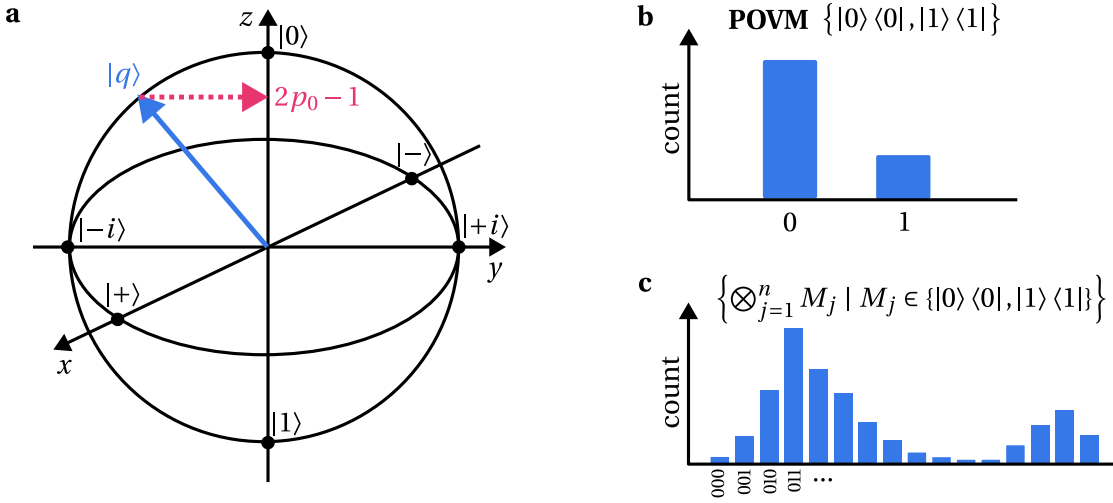 a
z
|0⟩
|q⟩
2p₀ − 1
|−⟩
|−i⟩
|+i⟩
y
|+⟩
x
|1⟩
b
POVM {|0⟩⟨0|, |1⟩⟨1|}
count
0 1
c
{⊗ⁿⱼ₌₁ Mⱼ | Mⱼ ∈ {|0⟩⟨0|, |1⟩⟨1|}}
count
000 001 010 011 ...